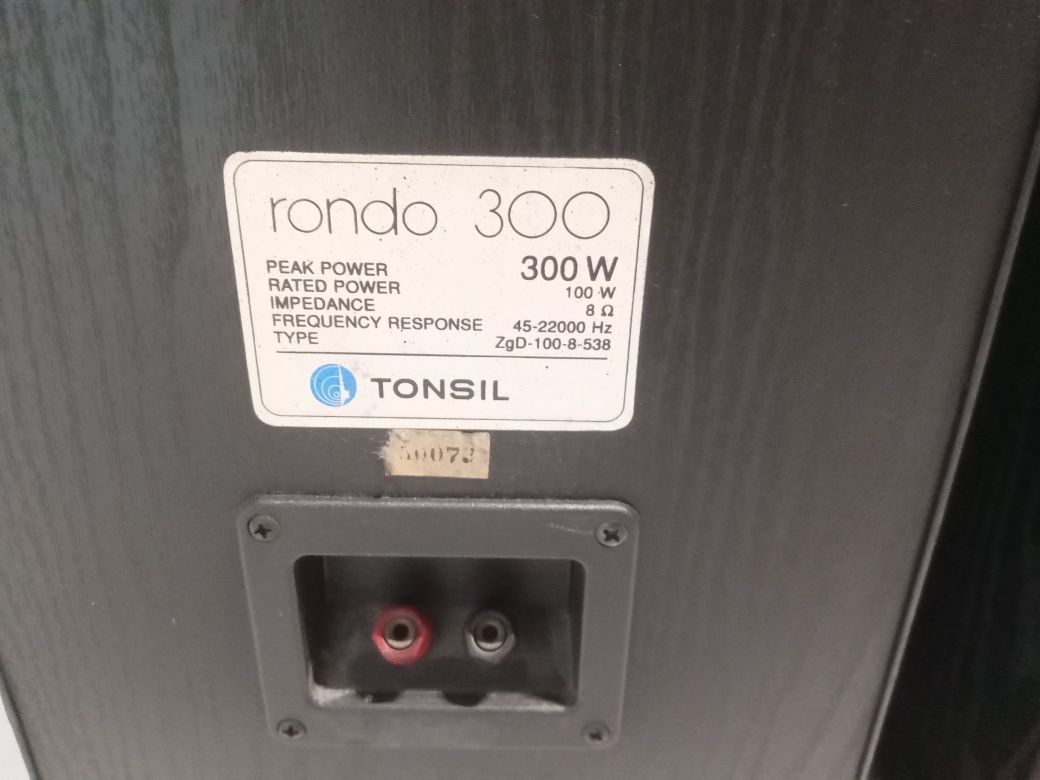 rondo 300
PEAK POWER 300 W
RATED POWER 100 W
IMPEDANCE 8 Ω
FREQUENCY RESPONSE 45-22000 Hz
TYPE ZgD-100-8-538
TONSIL